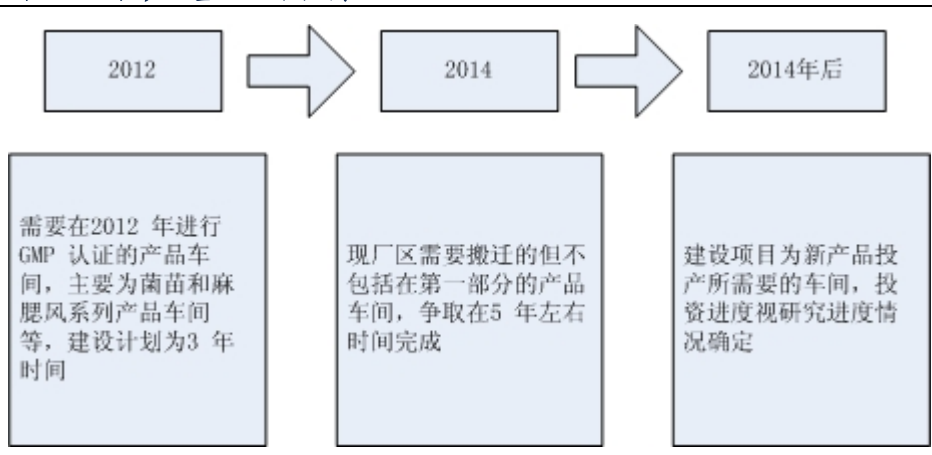 2012
2014
2014年后
需要在2012 年进行
GMP 认证的产品车
间，主要为菌苗和麻
腮风系列产品车间
等，建设计划为3 年
时间
现厂区需要搬迁的但不
包括在第一部分的产品
车间，争取在5 年左右
时间完成
建设项目为新产品投
产所需要的车间，投
资进度视研究进度情
况确定